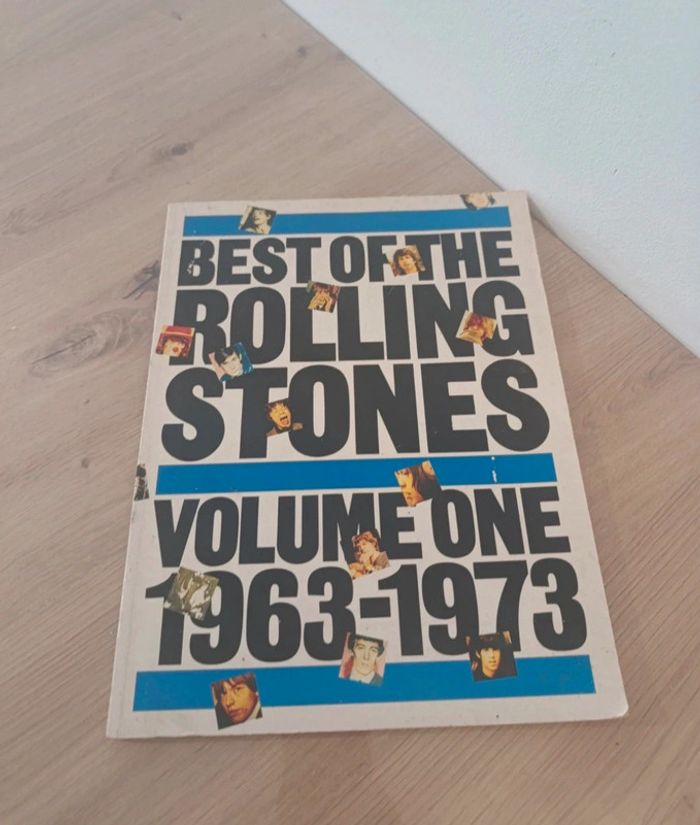 BEST OF THE
ROLLING
STONES
VOLUME ONE
1963-1973